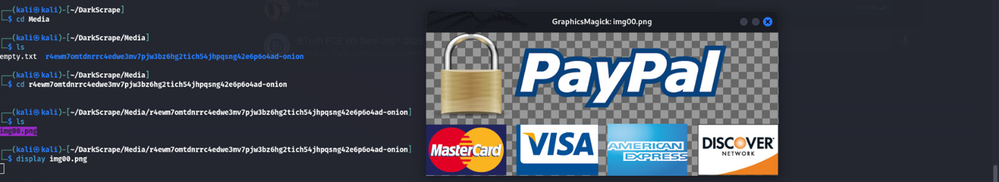 (kali㉿kali)-[~/DarkScrape]
$ cd Media
(kali㉿kali)-[~/DarkScrape/Media]
$ ls
empty.txt r4ewm7omtdnrrc4edwe3mv7pjw3bz6hg2tich54jhpqsng42e6p6o4ad-onion
(kali㉿kali)-[~/DarkScrape/Media]
$ cd r4ewm7omtdnrrc4edwe3mv7pjw3bz6hg2tich54jhpqsng42e6p6o4ad-onion
(kali㉿kali)-[~/DarkScrape/Media/r4ewm7omtdnrrc4edwe3mv7pjw3bz6hg2tich54jhpqsng42e6p6o4ad-onion]
$ ls
img00.png
(kali㉿kali)-[~/DarkScrape/Media/r4ewm7omtdnrrc4edwe3mv7pjw3bz6hg2tich54jhpqsng42e6p6o4ad-onion]
$ display img00.png
Perm
BTech FCE 6th Sem 2021-2025
GraphicsMagick: img00.png
PayPal
MasterCard
VISA
AMERICAN
EXPRESS
DISCOVER
NETWORK